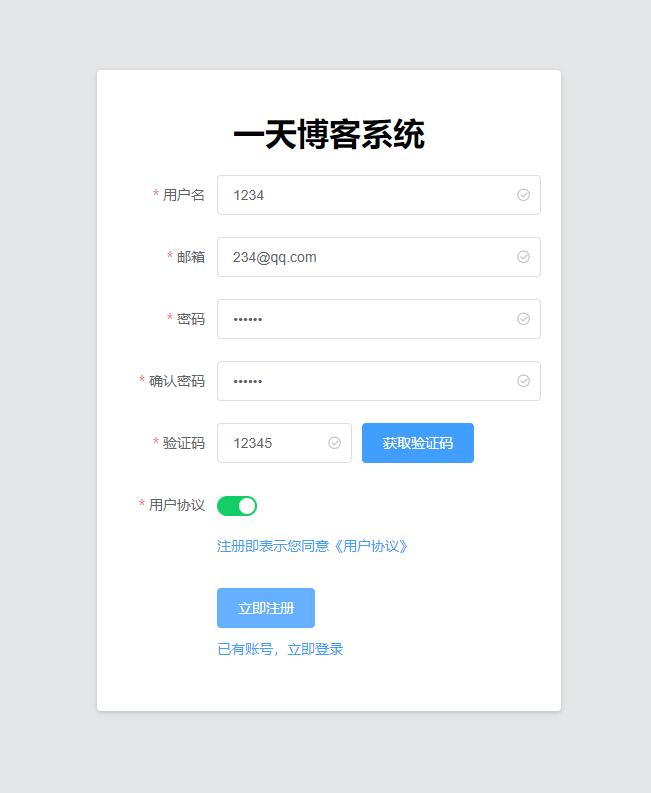 一天博客系统
* 用户名 1234
* 邮箱 234@qq.com
* 密码 ••••••
* 确认密码 ••••••
* 验证码 12345 获取验证码
* 用户协议
注册即表示您同意《用户协议》
立即注册
已有账号，立即登录